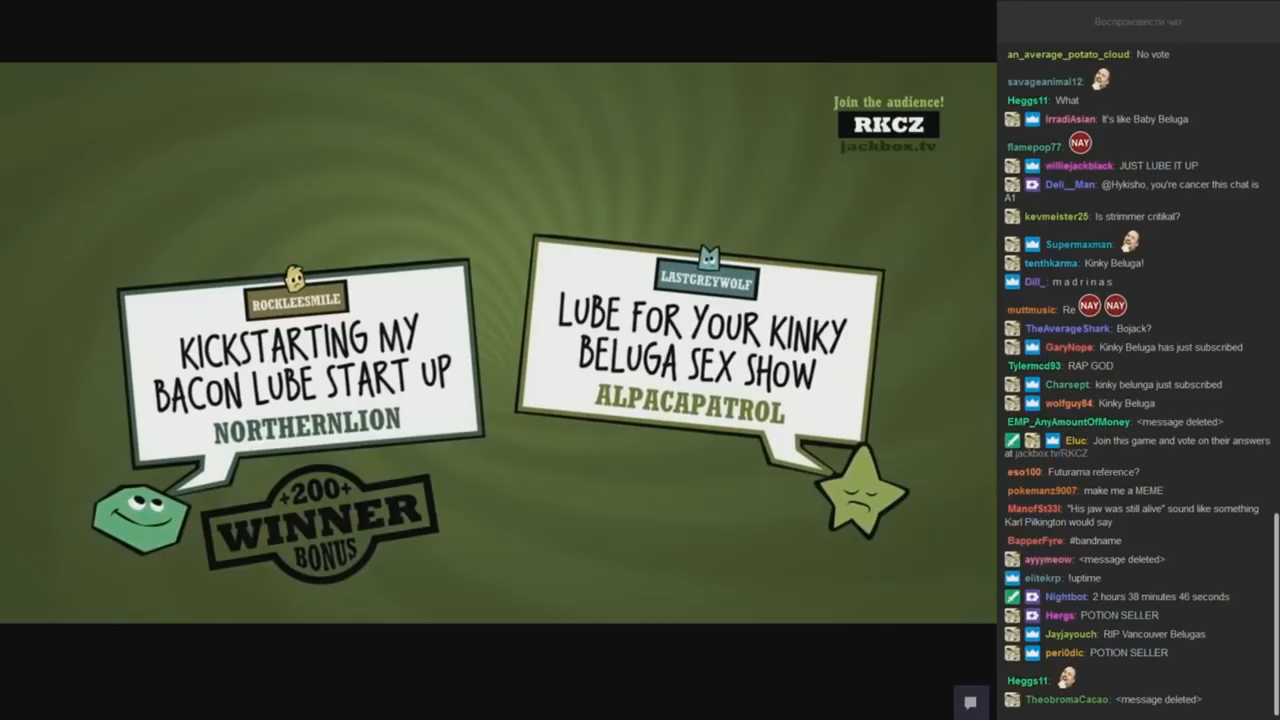 Join the audience!
RKCZ
jackbox.tv
ROCKLEESMILE
KICKSTARTING MY
BACON LUBE START UP
NORTHERNLION
+200+
WINNER
BONUS
LASTGREYWOLF
LUBE FOR YOUR KINKY
BELUGA SEX SHOW
ALPACAPATROL
Воспроизвести чат
an_average_potato_cloud: No vote
savageanimal12:
Heggs11: What
IrradiAsian: It's like Baby Beluga
flamepop77: NAY
williejackblack: JUST LUBE IT UP
Deli__Man: @Hykisho, you're cancer this chat is
A1
kevmeister25: Is strimmer critikal?
Supermaxman:
tenthkarma: Kinky Beluga!
Dill_: m a d r i n a s
muttmusic: Re NAY NAY
TheAverageShark: Bojack?
GaryNope: Kinky Beluga has just subscribed
Tylermcd93: RAP GOD
Charsept: kinky belunga just subscribed
wolfguy84: Kinky Beluga
EMP_AnyAmountOfMoney: <message deleted>
Eluc: Join this game and vote on their answers
at jackbox.tv/RKCZ
eso100: Futurama reference?
pokemanz9007: make me a MEME
ManofSt33l: "His jaw was still alive" sound like something
Karl Pilkington would say
BapperFyre: #bandname
ayyymeow: <message deleted>
elitekrp: !uptime
Nightbot: 2 hours 38 minutes 46 seconds
Hergs: POTION SELLER
Jayjayouch: RIP Vancouver Belugas
peri0dic: POTION SELLER
Heggs11:
TheobromaCacao: <message deleted>